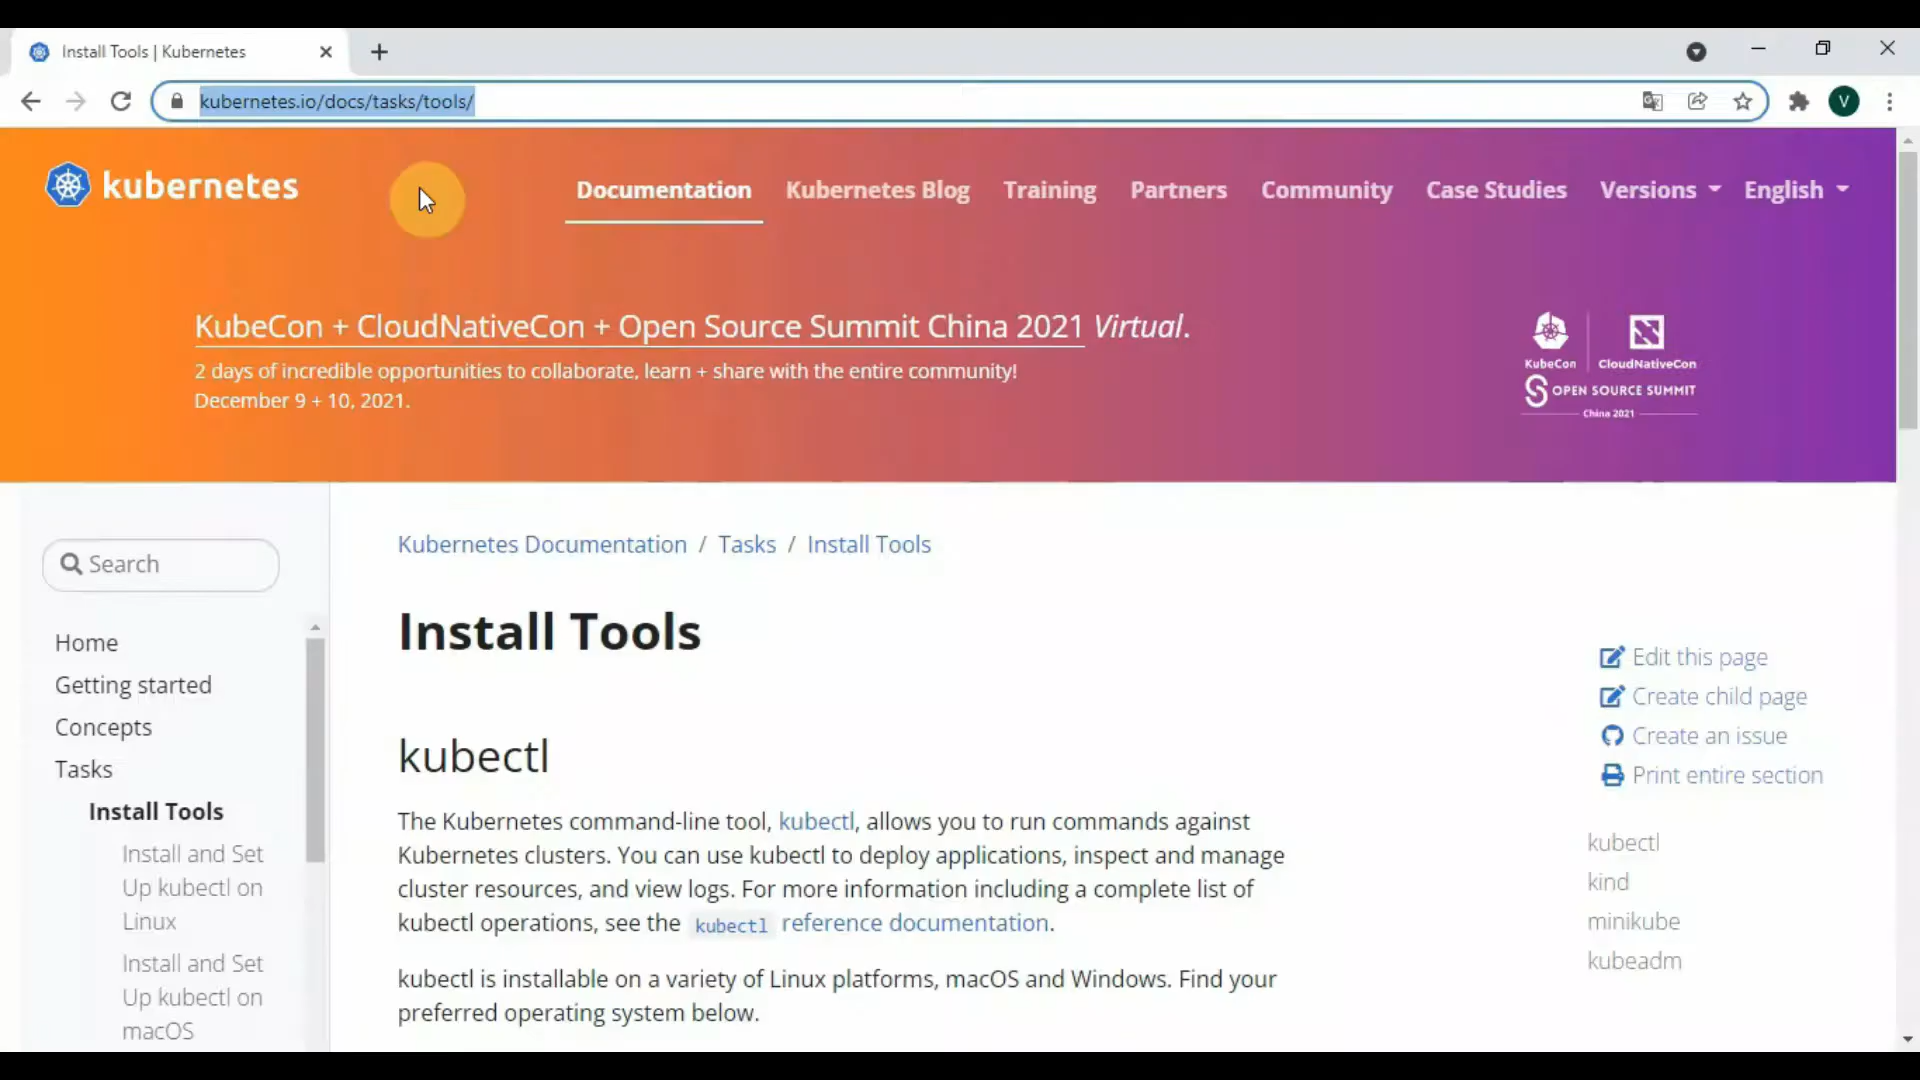 Install Tools | Kubernetes
kubernetes.io/docs/tasks/tools/
V
kubernetes
Documentation Kubernetes Blog Training Partners Community Case Studies Versions English
KubeCon + CloudNativeCon + Open Source Summit China 2021 Virtual.
2 days of incredible opportunities to collaborate, learn + share with the entire community!
December 9 + 10, 2021.
KubeCon CloudNativeCon
OPEN SOURCE SUMMIT
China 2021
Search
Home
Getting started
Concepts
Tasks
Install Tools
Install and Set
Up kubectl on
Linux
Install and Set
Up kubectl on
macOS
Kubernetes Documentation / Tasks / Install Tools
Install Tools
kubectl
The Kubernetes command-line tool, kubectl, allows you to run commands against
Kubernetes clusters. You can use kubectl to deploy applications, inspect and manage
cluster resources, and view logs. For more information including a complete list of
kubectl operations, see the kubectl reference documentation.
kubectl is installable on a variety of Linux platforms, macOS and Windows. Find your
preferred operating system below.
Edit this page
Create child page
Create an issue
Print entire section
kubectl
kind
minikube
kubeadm